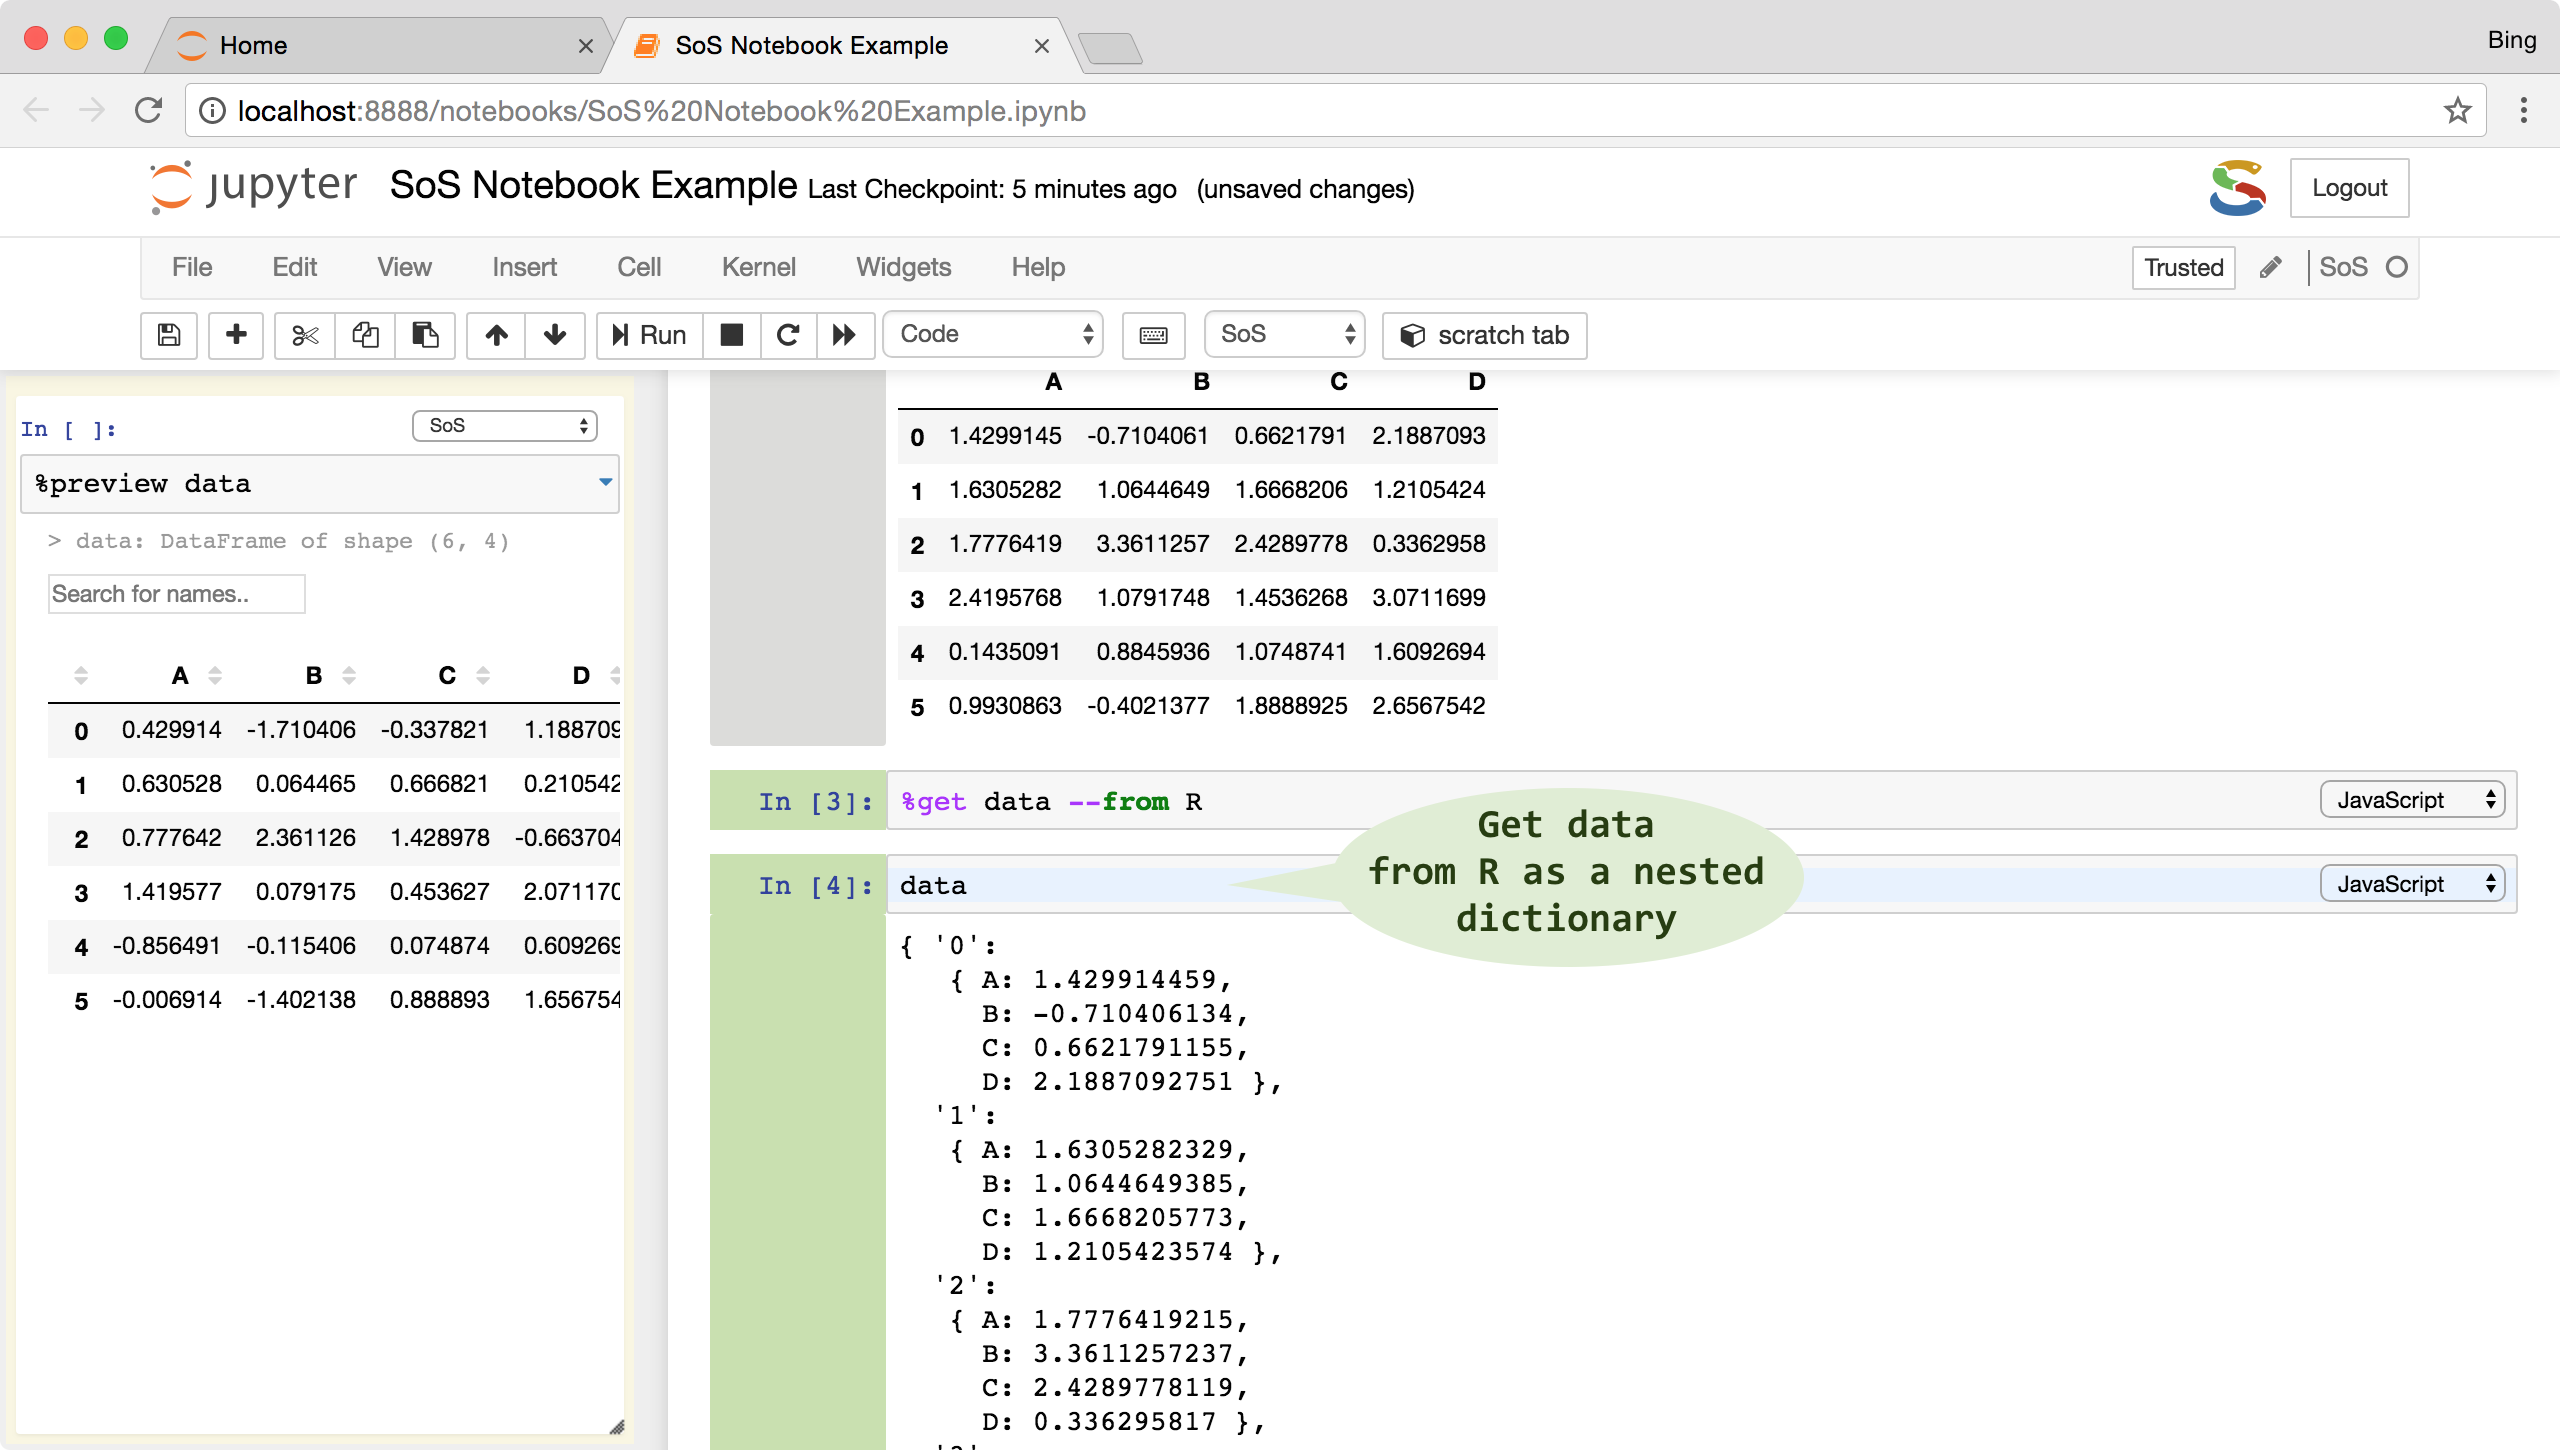 Home
SoS Notebook Example
Bing
localhost:8888/notebooks/SoS%20Notebook%20Example.ipynb
jupyter SoS Notebook Example Last Checkpoint: 5 minutes ago (unsaved changes)
Logout
File Edit View Insert Cell Kernel Widgets Help
Trusted
SoS
Run Code SoS scratch tab
In [ ]: SoS
%preview data
> data: DataFrame of shape (6, 4)
Search for names..
A B C D
0 0.429914 -1.710406 -0.337821 1.188709
1 0.630528 0.064465 0.666821 0.210542
2 0.777642 2.361126 1.428978 -0.663704
3 1.419577 0.079175 0.453627 2.071170
4 -0.856491 -0.115406 0.074874 0.609269
5 -0.006914 -1.402138 0.888893 1.656754
A B C D
0 1.4299145 -0.7104061 0.6621791 2.1887093
1 1.6305282 1.0644649 1.6668206 1.2105424
2 1.7776419 3.3611257 2.4289778 0.3362958
3 2.4195768 1.0791748 1.4536268 3.0711699
4 0.1435091 0.8845936 1.0748741 1.6092694
5 0.9930863 -0.4021377 1.8888925 2.6567542
In [3]: %get data --from R
JavaScript
In [4]: data
JavaScript
Get data
from R as a nested
dictionary
{ '0':
{ A: 1.429914459,
B: -0.710406134,
C: 0.6621791155,
D: 2.1887092751 },
'1':
{ A: 1.6305282329,
B: 1.0644649385,
C: 1.6668205773,
D: 1.2105423574 },
'2':
{ A: 1.7776419215,
B: 3.3611257237,
C: 2.4289778119,
D: 0.336295817 },